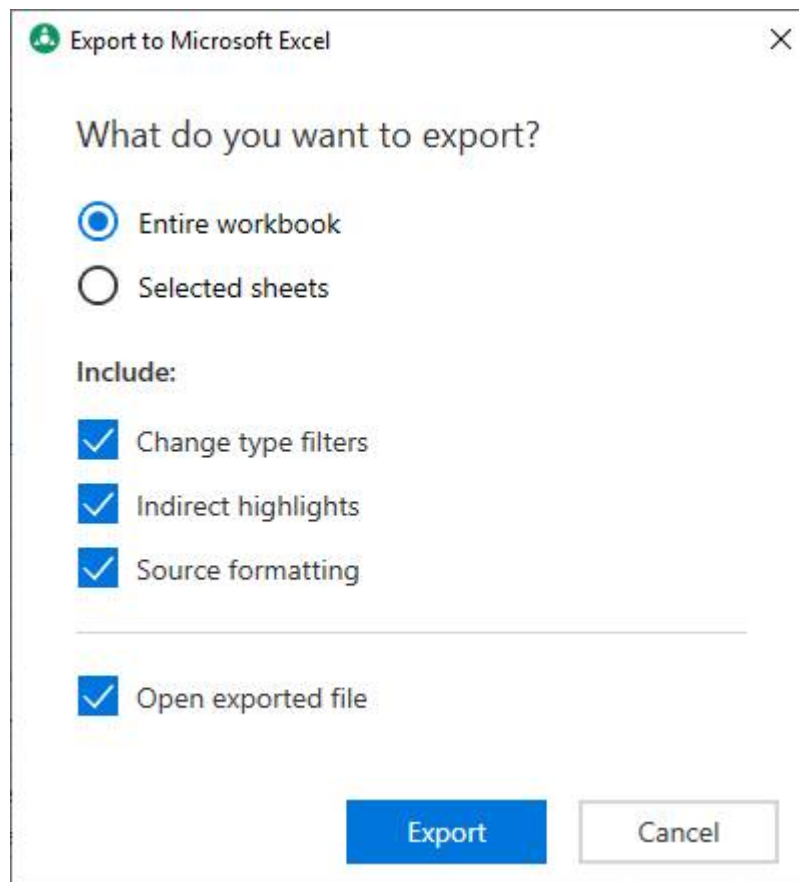 Export to Microsoft Excel
What do you want to export?
Entire workbook
Selected sheets
Include:
Change type filters
Indirect highlights
Source formatting
Open exported file
Export
Cancel